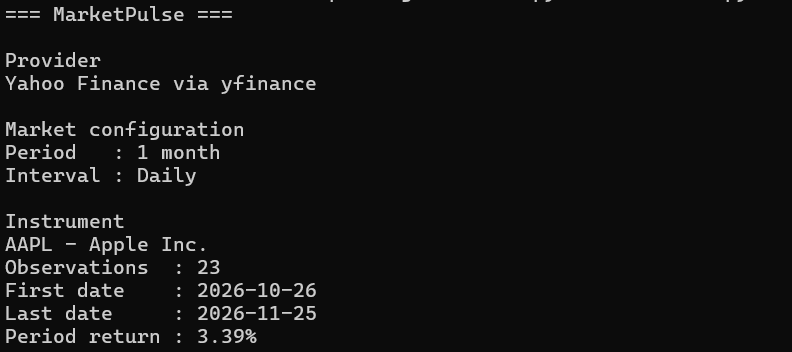 === MarketPulse ===
Provider
Yahoo Finance via yfinance
Market configuration
Period   : 1 month
Interval : Daily
Instrument
AAPL - Apple Inc.
Observations  : 23
First date    : 2026-10-26
Last date     : 2026-11-25
Period return : 3.39%